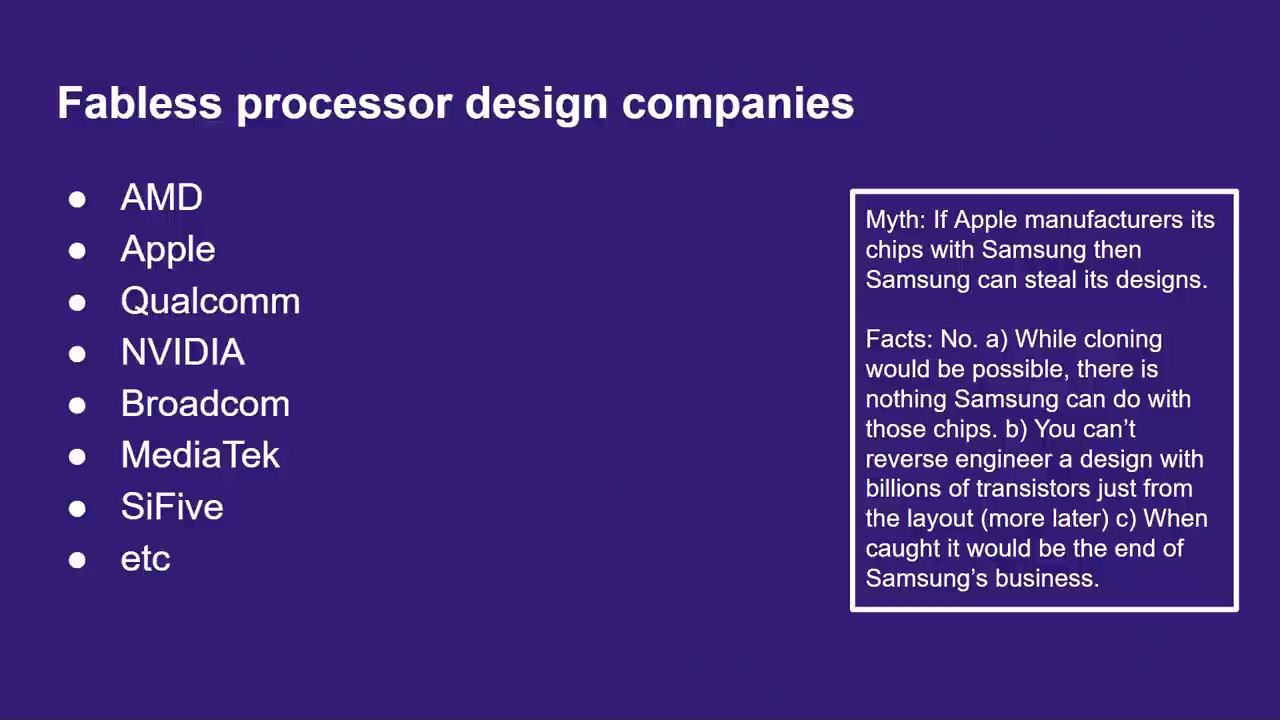 Fabless processor design companies
● AMD
● Apple
● Qualcomm
● NVIDIA
● Broadcom
● MediaTek
● SiFive
● etc
Myth: If Apple manufacturers its
chips with Samsung then
Samsung can steal its designs.
Facts: No. a) While cloning
would be possible, there is
nothing Samsung can do with
those chips. b) You can’t
reverse engineer a design with
billions of transistors just from
the layout (more later) c) When
caught it would be the end of
Samsung’s business.